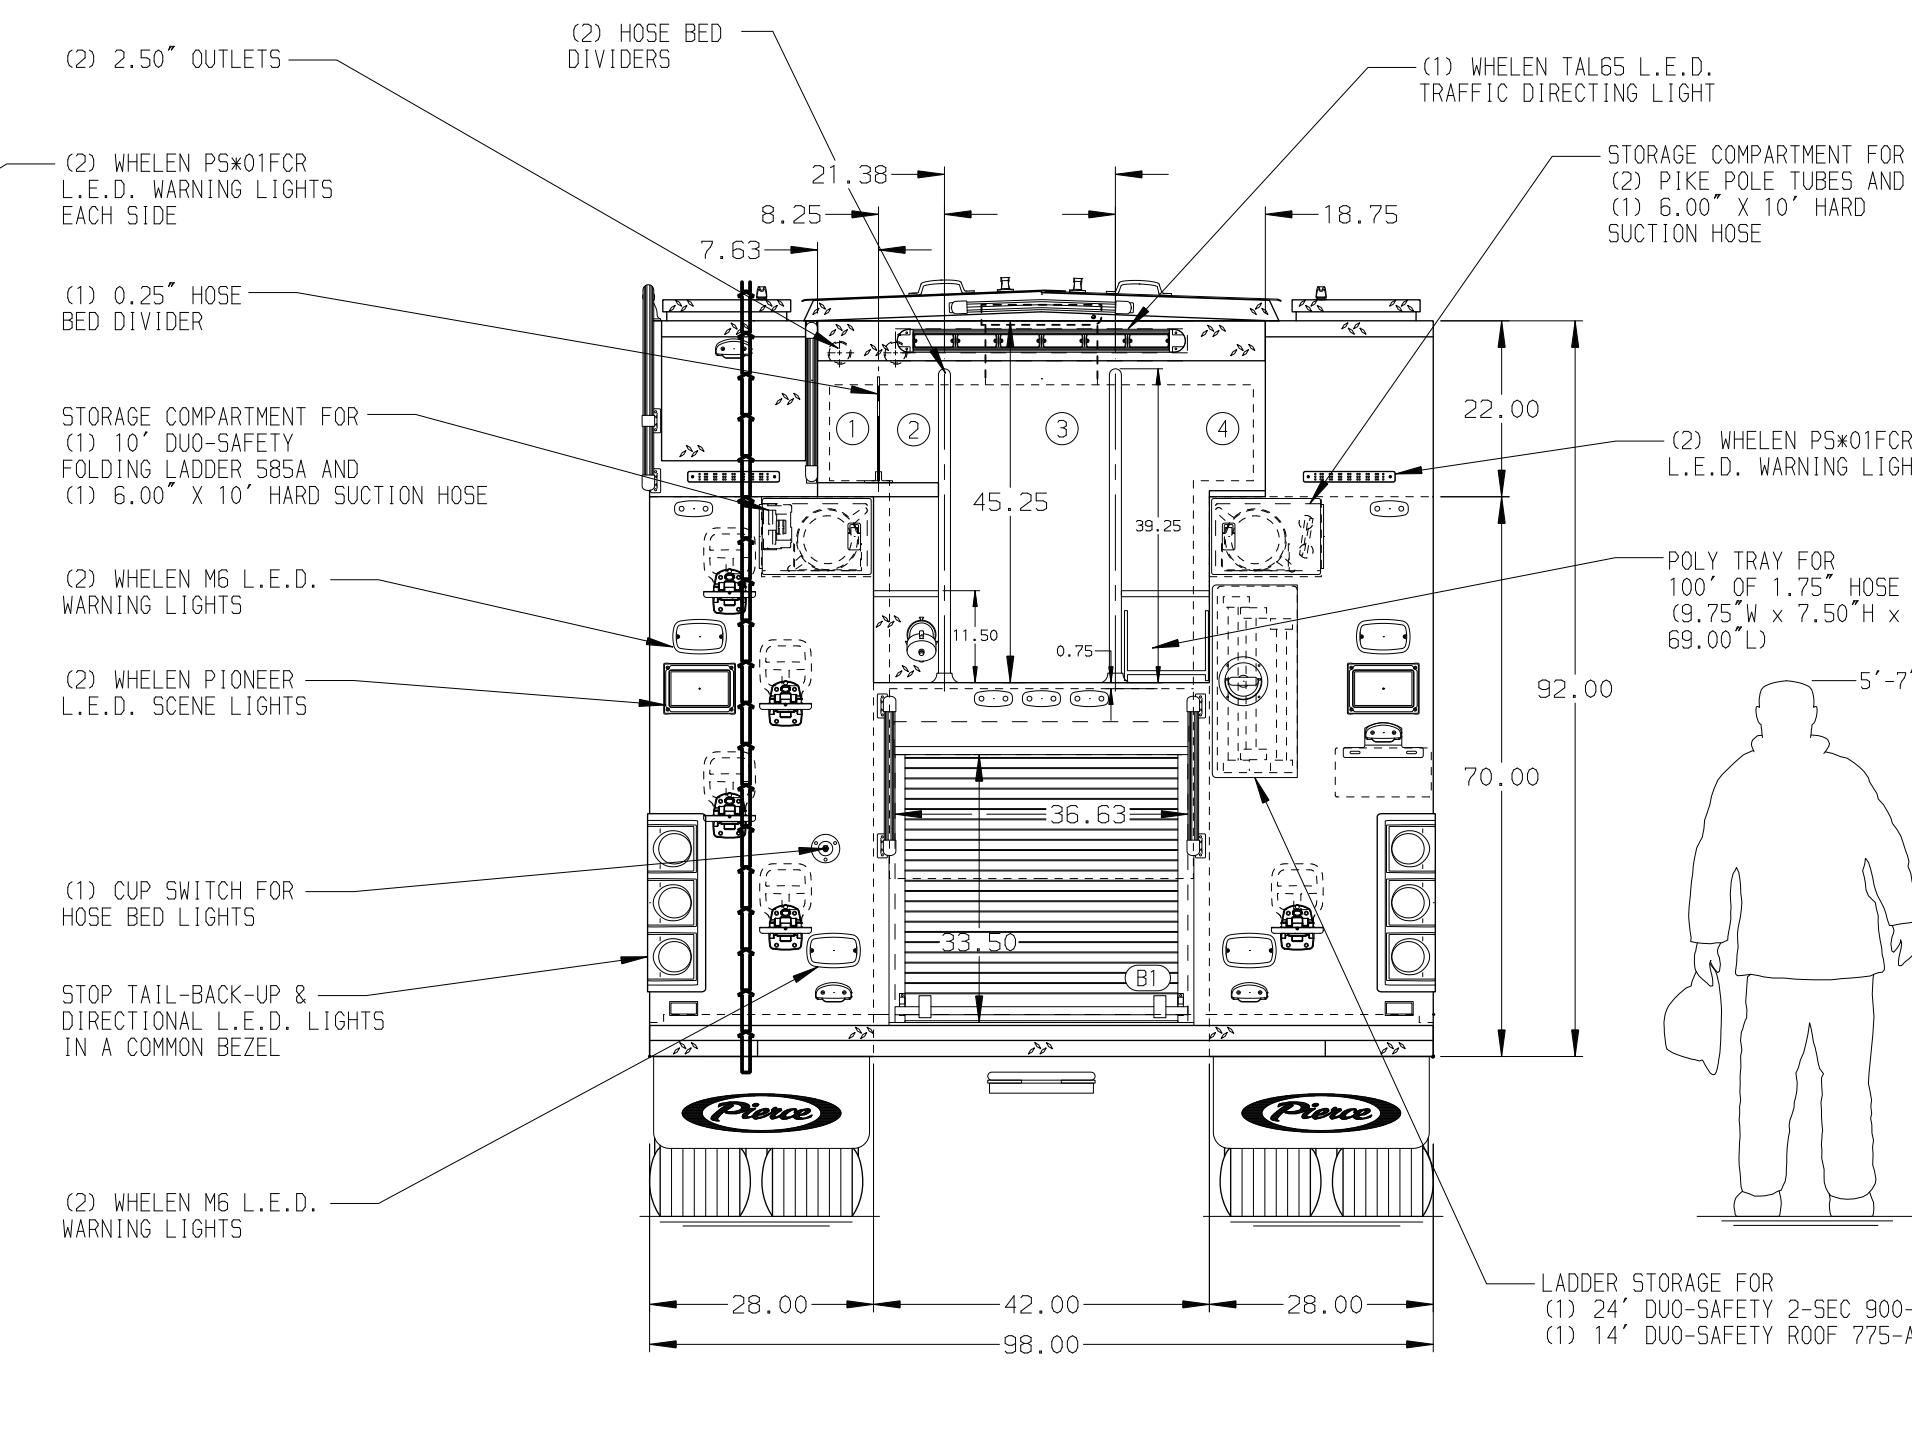 (2) 2.50" OUTLETS
(2) HOSE BED
DIVIDERS
(1) WHELEN TAL65 L.E.D.
TRAFFIC DIRECTING LIGHT
(2) WHELEN PS*01FCR
L.E.D. WARNING LIGHTS
EACH SIDE
STORAGE COMPARTMENT FOR
(2) PIKE POLE TUBES AND
(1) 6.00" X 10' HARD
SUCTION HOSE
21.38
8.25
18.75
7.63
(1) 0.25" HOSE
BED DIVIDER
STORAGE COMPARTMENT FOR
(1) 10' DUO-SAFETY
FOLDING LADDER 585A AND
(1) 6.00" X 10' HARD SUCTION HOSE
1
2
3
4
22.00
(2) WHELEN PS*01FCR
L.E.D. WARNING LIGH
45.25
39.25
(2) WHELEN M6 L.E.D.
WARNING LIGHTS
POLY TRAY FOR
100' OF 1.75" HOSE
(9.75"W x 7.50"H x
69.00"L)
11.50
0.75
(2) WHELEN PIONEER
L.E.D. SCENE LIGHTS
92.00
5'-7"
70.00
36.63
(1) CUP SWITCH FOR
HOSE BED LIGHTS
33.50
B1
STOP TAIL-BACK-UP &
DIRECTIONAL L.E.D. LIGHTS
IN A COMMON BEZEL
Pierce
Pierce
(2) WHELEN M6 L.E.D.
WARNING LIGHTS
LADDER STORAGE FOR
(1) 24' DUO-SAFETY 2-SEC 900-
(1) 14' DUO-SAFETY ROOF 775-A
28.00
42.00
28.00
98.00